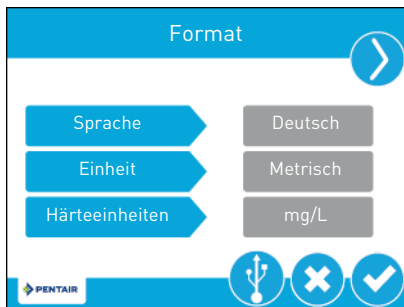 Format
Sprache Deutsch
Einheit Metrisch
Härteeinheiten mg/L
PENTAIR